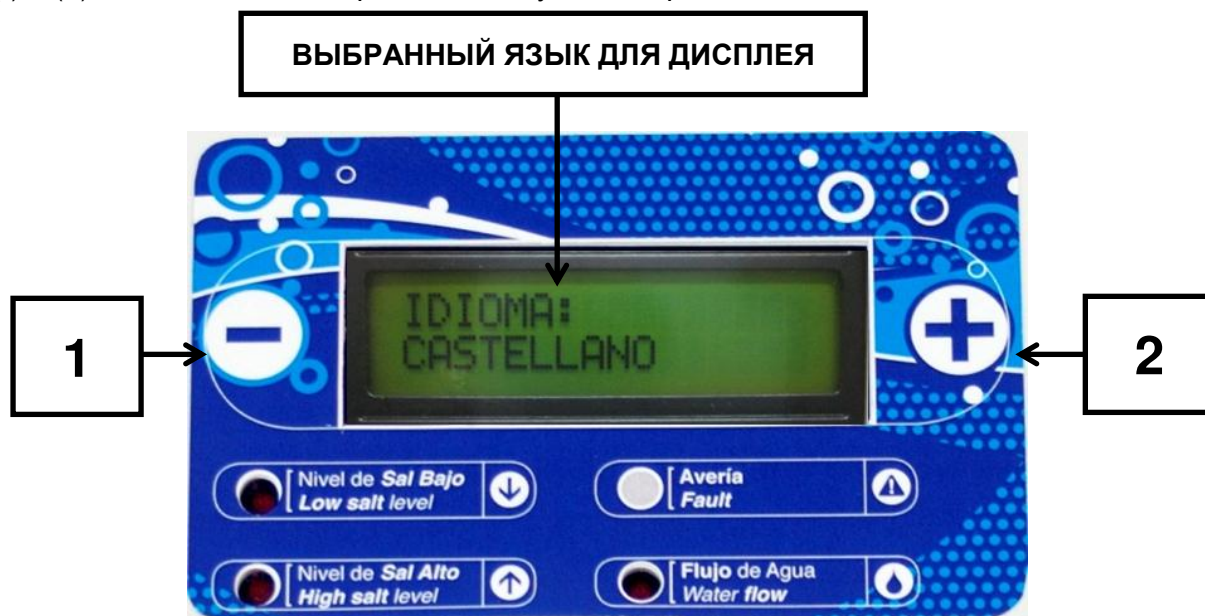 ВЫБРАННЫЙ ЯЗЫК ДЛЯ ДИСПЛЕЯ
IDIOMA:
CASTELLANO
1
2
Nivel de Sal Bajo
Low salt level
Avería
Fault
Nivel de Sal Alto
High salt level
Flujo de Agua
Water flow